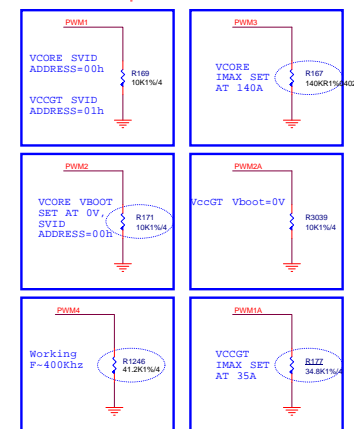 PWM1
VCORE SVID
ADDRESS=00h
R169
10K1%/4
VCCGT SVID
ADDRESS=01h
PWM3
VCORE
IMAX SET
AT 140A
R167
140KR1%0402
PWM2
VCORE VBOOT
SET AT 0V,
SVID
ADDRESS=00h
R171
10K1%/4
PWM2A
VccGT Vboot=0V
R3039
10K1%/4
PWM4
Working
F~400Khz
R1246
41.2K1%/4
PWM1A
VCCGT
IMAX SET
AT 35A
R177
34.8K1%/4